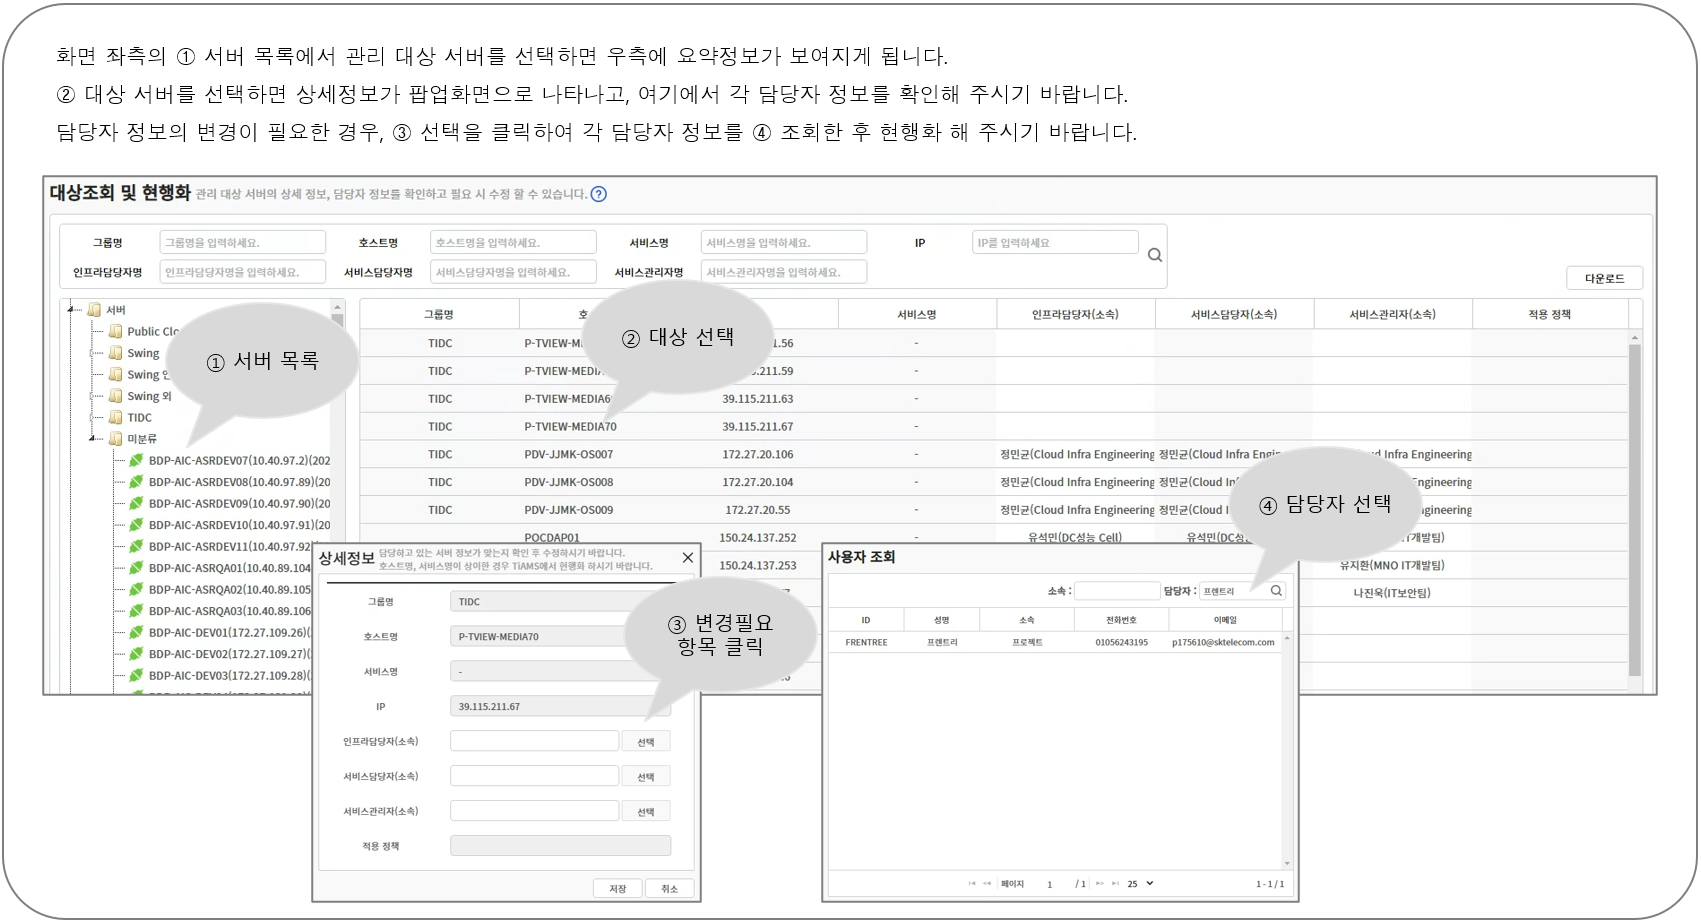 화면 좌측의 ① 서버 목록에서 관리 대상 서버를 선택하면 우측에 요약정보가 보여지게 됩니다.
② 대상 서버를 선택하면 상세정보가 팝업화면으로 나타나고, 여기에서 각 담당자 정보를 확인해 주시기 바랍니다.
담당자 정보의 변경이 필요한 경우, ③ 선택을 클릭하여 각 담당자 정보를 ④ 조회한 후 현행화 해 주시기 바랍니다.
대상조회 및 현행화 관리 대상 서버의 상세 정보, 담당자 정보를 확인하고 필요 시 수정 할 수 있습니다. ?
그룹명 그룹명을 입력하세요. 호스트명 호스트명을 입력하세요. 서비스명 서비스명을 입력하세요. IP IP를 입력하세요
인프라담당자명 인프라담당자명을 입력하세요. 서비스담당자명 서비스담당자명을 입력하세요. 서비스관리자명 서비스관리자명을 입력하세요.
다운로드
서버
Public Clo
Swing
Swing
Swing 외
TIDC
미분류
BDP-AIC-ASRDEV07(10.40.97.2)(202
BDP-AIC-ASRDEV08(10.40.97.89)(20
BDP-AIC-ASRDEV09(10.40.97.90)(20
BDP-AIC-ASRDEV10(10.40.97.91)(20
BDP-AIC-ASRDEV11(10.40.97.92)
BDP-AIC-ASRQA01(10.40.89.104
BDP-AIC-ASRQA02(10.40.89.105
BDP-AIC-ASRQA03(10.40.89.106
BDP-AIC-DEV01(172.27.109.26)(
BDP-AIC-DEV02(172.27.109.27)(
BDP-AIC-DEV03(172.27.109.28)(
① 서버 목록
그룹명 호 서비스명 인프라담당자(소속) 서비스담당자(소속) 서비스관리자(소속) 적용 정책
TIDC P-TVIEW-M 1.56 -
TIDC P-TVIEW-MEDIA 211.59 -
TIDC P-TVIEW-MEDIA6 39.115.211.63 -
TIDC P-TVIEW-MEDIA70 39.115.211.67 -
TIDC PDV-JJMK-OS007 172.27.20.106 - 정민균(Cloud Infra Engineering 정민균(Cloud Infra Engin ud Infra Engineering
TIDC PDV-JJMK-OS008 172.27.20.104 - 정민균(Cloud Infra Engineering 정민균(Cloud I ngineering
TIDC PDV-JJMK-OS009 172.27.20.55 - 정민균(Cloud Infra Engineering 정민균(Cloud I ngineering
POCDAP01 150.24.137.252 유석민(DC성능 Cell) 유석민(DC성 IT개발팀)
150.24.137.253 유지환(MNO IT개발팀)
나진욱(IT보안팀)
② 대상 선택
④ 담당자 선택
상세정보 담당하고 있는 서버 정보가 맞는지 확인 후 수정하시기 바랍니다.
호스트명, 서비스명이 상이한 경우 TiAMS에서 현행화 하시기 바랍니다.
그룹명 TIDC
호스트명 P-TVIEW-MEDIA70
서비스명 -
IP 39.115.211.67
인프라담당자(소속) 선택
서비스담당자(소속) 선택
서비스관리자(소속) 선택
적용 정책
저장 취소
③ 변경필요
항목 클릭
사용자 조회
소속 : 담당자 : 프렌트리
ID 성명 소속 전화번호 이메일
FRENTREE 프렌트리 프로젝트 01056243195 p175610@sktelecom.com
페이지 1 / 1 25 1 - 1 / 1